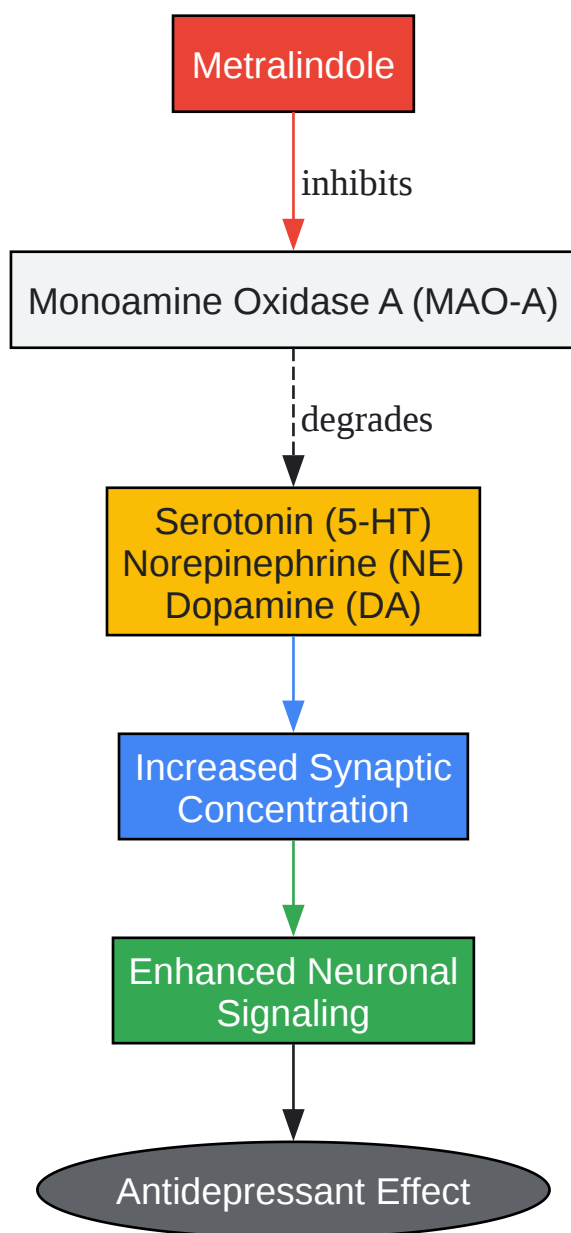 Metralindole
inhibits
Monoamine Oxidase A (MAO-A)
degrades
Serotonin (5-HT)
Norepinephrine (NE)
Dopamine (DA)
Increased Synaptic
Concentration
Enhanced Neuronal
Signaling
Antidepressant Effect